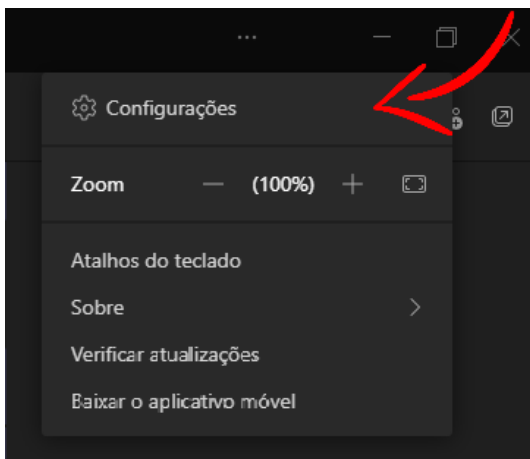 Configurações
Zoom (100%)
Atalhos do teclado
Sobre
Verificar atualizações
Baixar o aplicativo móvel